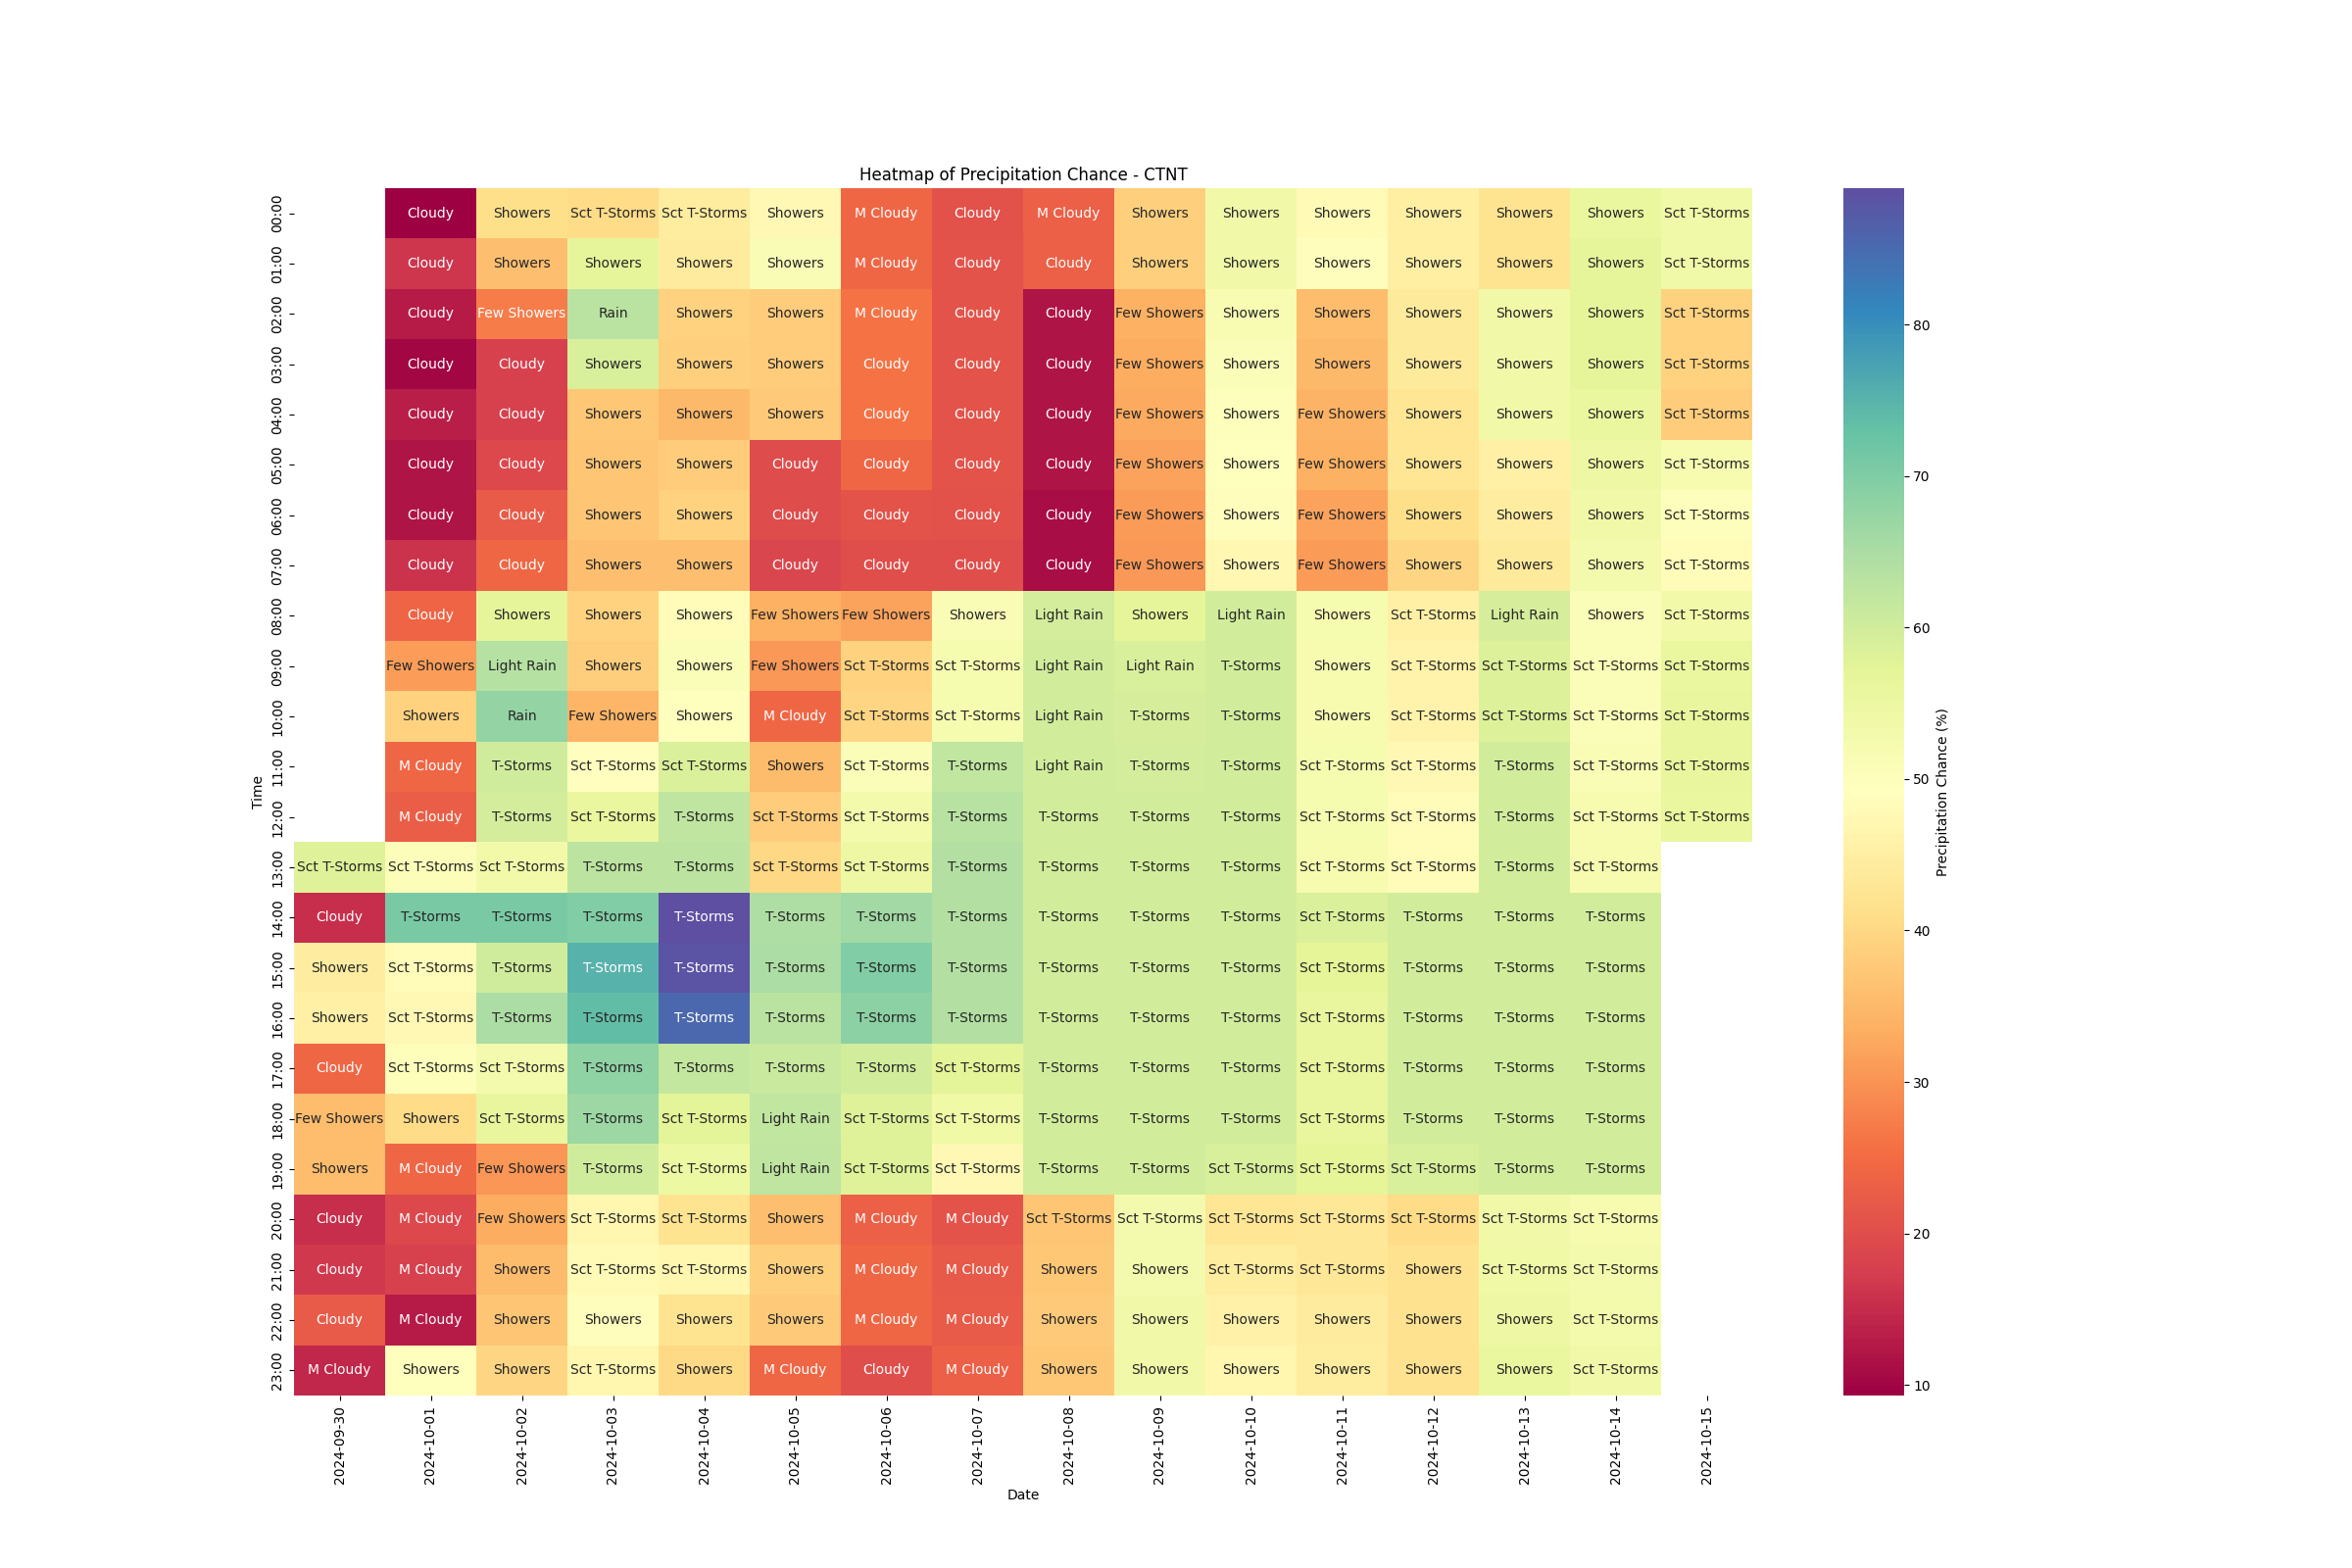 Heatmap of Precipitation Chance - CTNT
00:00 Cloudy Showers Sct T-Storms Sct T-Storms Showers M Cloudy Cloudy M Cloudy Showers Showers Showers Showers Showers Showers Sct T-Storms
01:00 Cloudy Showers Showers Showers Showers M Cloudy Cloudy Cloudy Showers Showers Showers Showers Showers Showers Sct T-Storms
02:00 Cloudy Few Showers Rain Showers Showers M Cloudy Cloudy Cloudy Few Showers Showers Showers Showers Showers Showers Sct T-Storms
03:00 Cloudy Cloudy Showers Showers Showers Cloudy Cloudy Cloudy Few Showers Showers Showers Showers Showers Showers Sct T-Storms
04:00 Cloudy Cloudy Showers Showers Showers Cloudy Cloudy Cloudy Few Showers Showers Few Showers Showers Showers Showers Sct T-Storms
05:00 Cloudy Cloudy Showers Showers Cloudy Cloudy Cloudy Cloudy Few Showers Showers Few Showers Showers Showers Showers Sct T-Storms
06:00 Cloudy Cloudy Showers Showers Cloudy Cloudy Cloudy Cloudy Few Showers Showers Few Showers Showers Showers Showers Sct T-Storms
07:00 Cloudy Cloudy Showers Showers Cloudy Cloudy Cloudy Cloudy Few Showers Showers Few Showers Showers Showers Showers Sct T-Storms
08:00 Cloudy Showers Showers Showers Few Showers Few Showers Showers Light Rain Showers Light Rain Showers Sct T-Storms Light Rain Showers Sct T-Storms
09:00 Few Showers Light Rain Showers Showers Few Showers Sct T-Storms Sct T-Storms Light Rain Light Rain T-Storms Showers Sct T-Storms Sct T-Storms Sct T-Storms Sct T-Storms
10:00 Showers Rain Few Showers Showers M Cloudy Sct T-Storms Sct T-Storms Light Rain T-Storms T-Storms Showers Sct T-Storms Sct T-Storms Sct T-Storms Sct T-Storms
11:00 M Cloudy T-Storms Sct T-Storms Sct T-Storms Showers Sct T-Storms T-Storms Light Rain T-Storms T-Storms Sct T-Storms Sct T-Storms T-Storms Sct T-Storms Sct T-Storms
12:00 M Cloudy T-Storms Sct T-Storms T-Storms Sct T-Storms Sct T-Storms T-Storms T-Storms T-Storms T-Storms Sct T-Storms Sct T-Storms T-Storms Sct T-Storms Sct T-Storms
13:00 Sct T-Storms Sct T-Storms Sct T-Storms T-Storms T-Storms Sct T-Storms Sct T-Storms T-Storms T-Storms T-Storms T-Storms Sct T-Storms Sct T-Storms T-Storms Sct T-Storms
14:00 Cloudy T-Storms T-Storms T-Storms T-Storms T-Storms T-Storms T-Storms T-Storms T-Storms T-Storms Sct T-Storms T-Storms T-Storms T-Storms
15:00 Showers Sct T-Storms T-Storms T-Storms T-Storms T-Storms T-Storms T-Storms T-Storms T-Storms T-Storms Sct T-Storms T-Storms T-Storms T-Storms
16:00 Showers Sct T-Storms T-Storms T-Storms T-Storms T-Storms T-Storms T-Storms T-Storms T-Storms T-Storms Sct T-Storms T-Storms T-Storms T-Storms
17:00 Cloudy Sct T-Storms Sct T-Storms T-Storms T-Storms T-Storms T-Storms Sct T-Storms T-Storms T-Storms T-Storms Sct T-Storms T-Storms T-Storms T-Storms
18:00 Few Showers Showers Sct T-Storms T-Storms Sct T-Storms Light Rain Sct T-Storms Sct T-Storms T-Storms T-Storms T-Storms Sct T-Storms T-Storms T-Storms T-Storms
19:00 Showers M Cloudy Few Showers T-Storms Sct T-Storms Light Rain Sct T-Storms Sct T-Storms T-Storms T-Storms Sct T-Storms Sct T-Storms Sct T-Storms T-Storms T-Storms
20:00 Cloudy M Cloudy Few Showers Sct T-Storms Sct T-Storms Showers M Cloudy M Cloudy Sct T-Storms Sct T-Storms Sct T-Storms Sct T-Storms Sct T-Storms Sct T-Storms Sct T-Storms
21:00 Cloudy M Cloudy Showers Sct T-Storms Sct T-Storms Showers M Cloudy M Cloudy Showers Showers Sct T-Storms Sct T-Storms Showers Sct T-Storms Sct T-Storms
22:00 Cloudy M Cloudy Showers Showers Showers Showers M Cloudy M Cloudy Showers Showers Showers Showers Showers Showers Sct T-Storms
23:00 M Cloudy Showers Showers Sct T-Storms Showers M Cloudy Cloudy M Cloudy Showers Showers Showers Showers Showers Showers Sct T-Storms
Time
2024-09-30 2024-10-01 2024-10-02 2024-10-03 2024-10-04 2024-10-05 2024-10-06 2024-10-07 2024-10-08 2024-10-09 2024-10-10 2024-10-11 2024-10-12 2024-10-13 2024-10-14 2024-10-15
Date
80
70
60
50
40
30
20
10
Precipitation Chance (%)